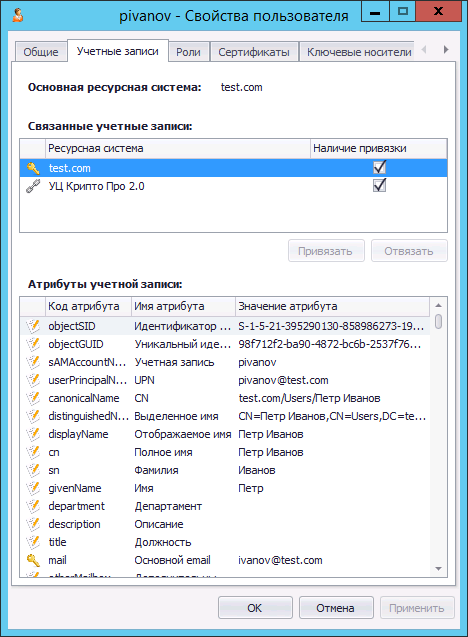 pivanov - Свойства пользователя
Общие Учетные записи Роли Сертификаты Ключевые носители
Основная ресурсная система: test.com
Связанные учетные записи:
Ресурсная система Наличие привязки
test.com
УЦ Крипто Про 2.0
Привязать Отвязать
Атрибуты учетной записи:
Код атрибута Имя атрибута Значение атрибута
objectSID Идентификатор ... S-1-5-21-395290130-858986273-19...
objectGUID Уникальный иде... 98f712f2-ba90-4872-bc6b-2537f76...
sAMAccountN... Учетная запись pivanov
userPrincipalN... UPN pivanov@test.com
canonicalName CN test.com/Users/Петр Иванов
distinguishedN... Выделенное имя CN=Петр Иванов,CN=Users,DC=te...
displayName Отображаемое имя Петр Иванов
cn Полное имя Петр Иванов
sn Фамилия Иванов
givenName Имя Петр
department Департамент
description Описание
title Должность
mail Основной email ivanov@test.com
OK Отмена Применить